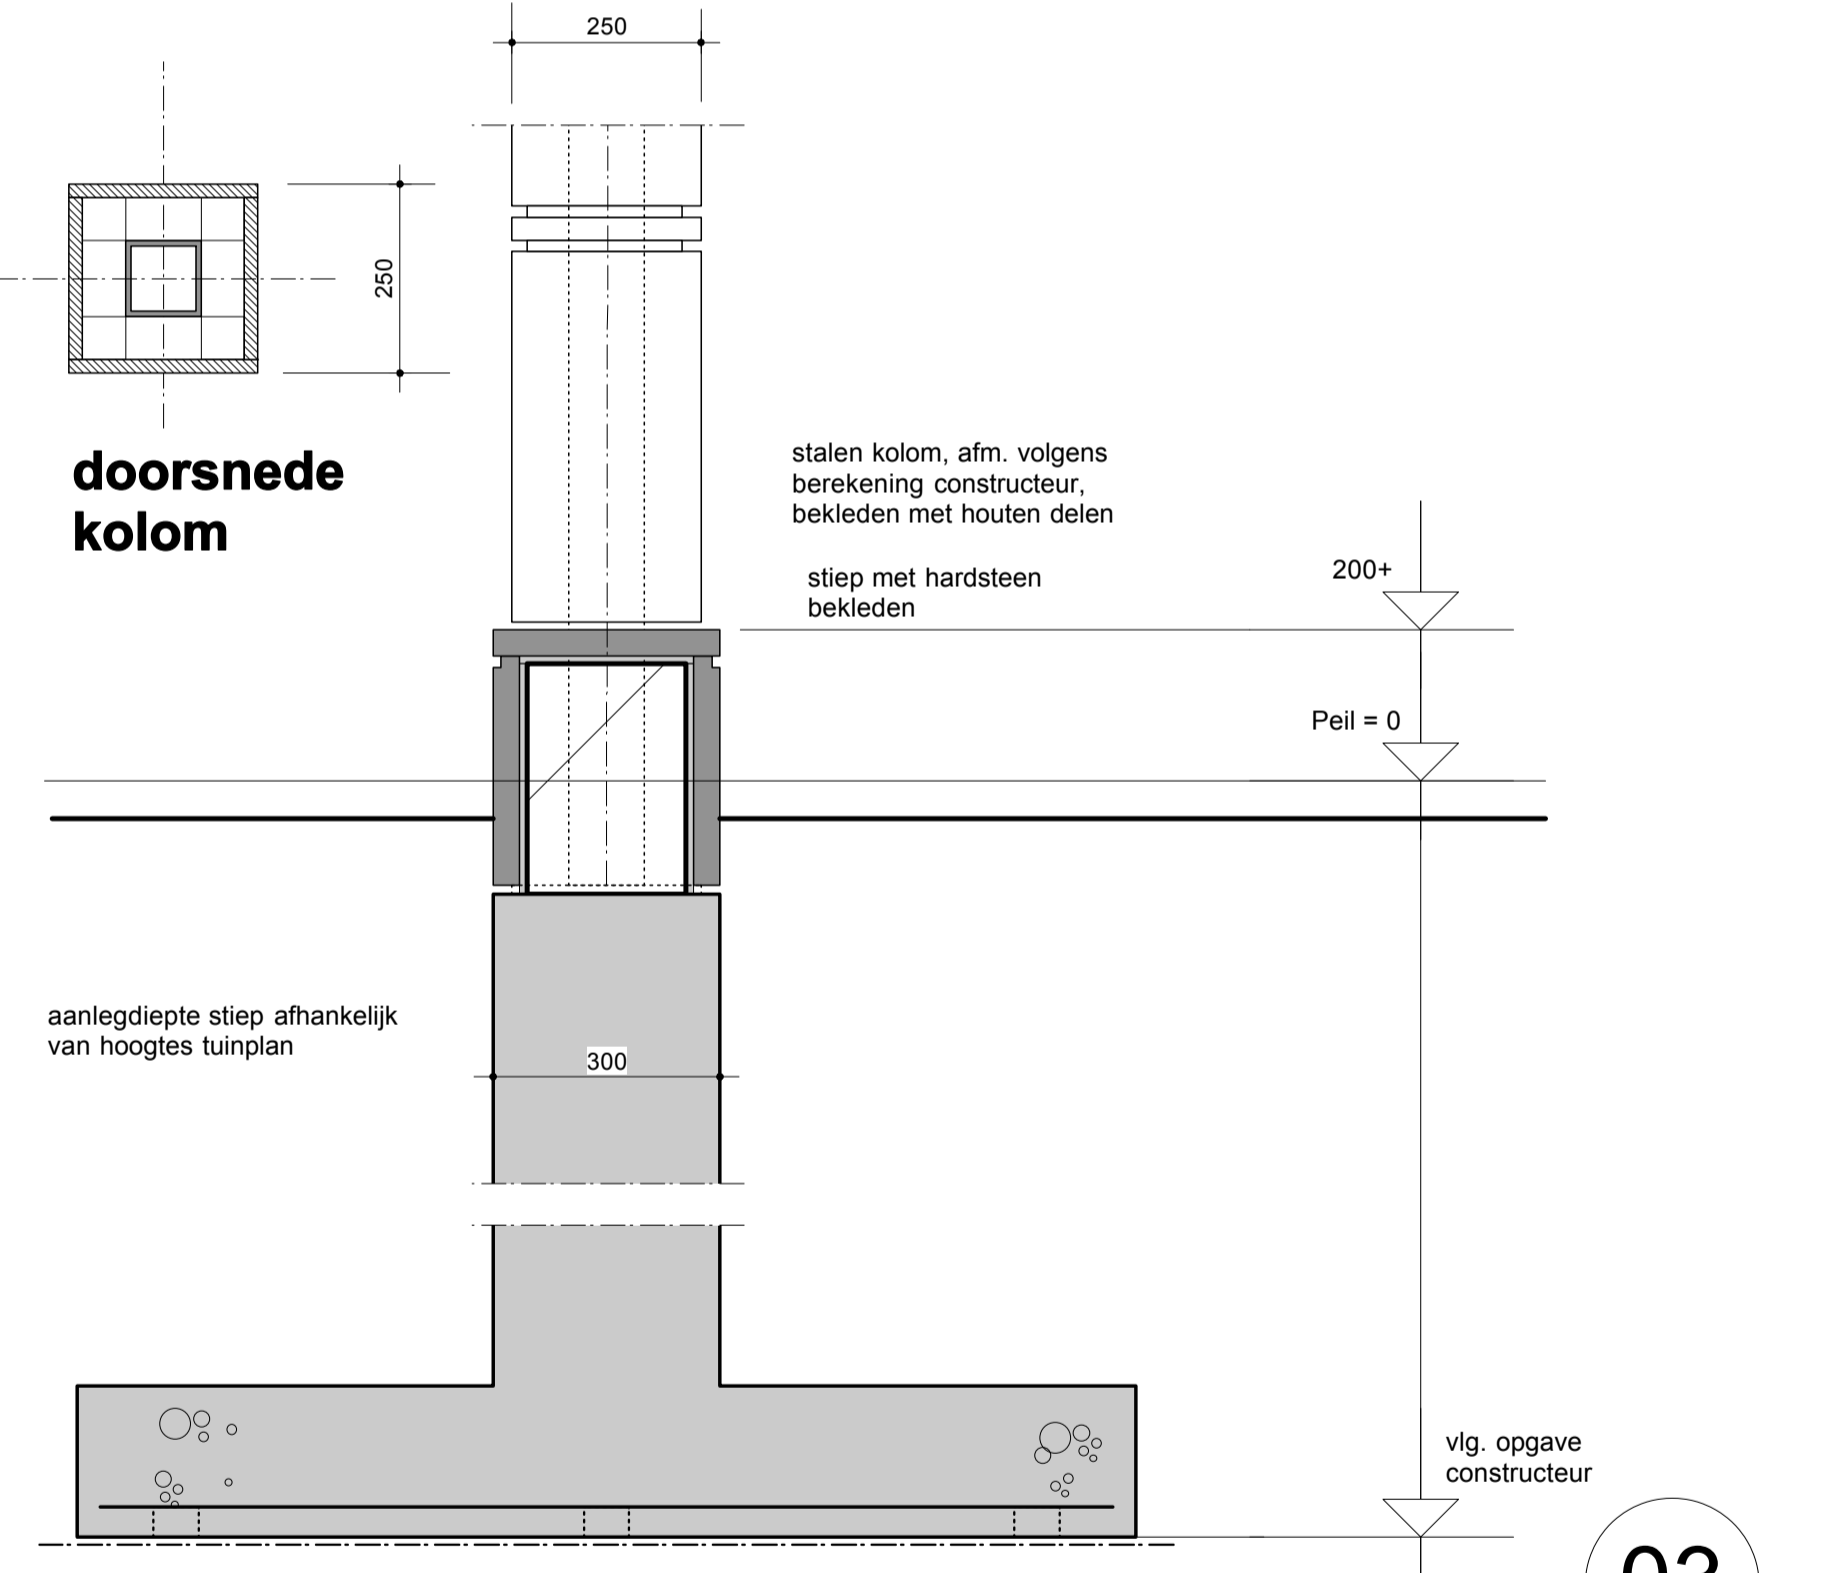 250
250
doorsnede
kolom
stalen kolom, afm. volgens
berekening constructeur,
bekleden met houten delen
stiep met hardsteen
bekleden
200+
Peil = 0
aanlegdiepte stiep afhankelijk
van hoogtes tuinplan
300
vlg. opgave
constructeur